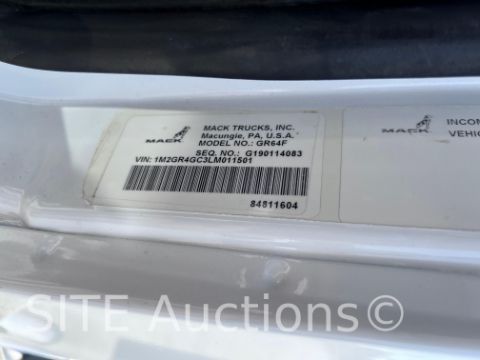 MACK
MACK TRUCKS, INC.
Macungie, PA, U.S.A.
MODEL NO.: GR64F
SEQ. NO.: G190114083
VIN: 1M2GR4GC3LM011501
84811604
MACK
INCOM
VEHIC
© SITE Auctions ©